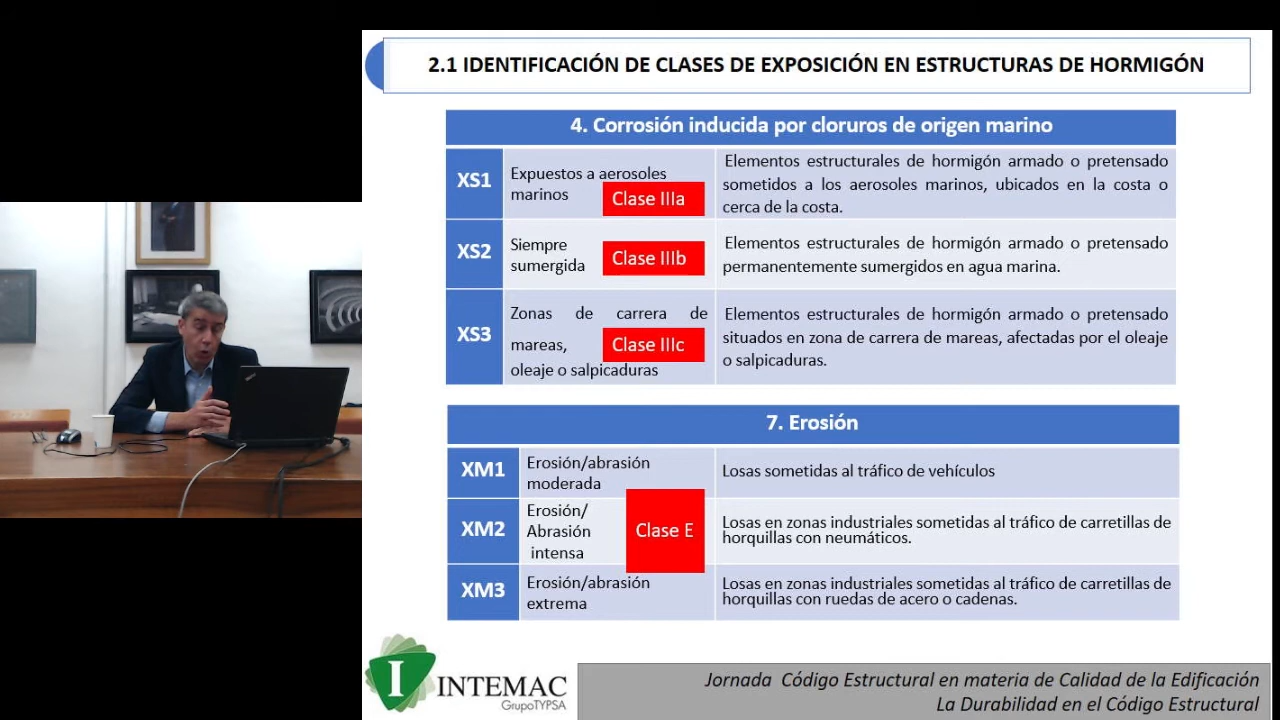 2.1 IDENTIFICACIÓN DE CLASES DE EXPOSICIÓN EN ESTRUCTURAS DE HORMIGÓN
4. Corrosión inducida por cloruros de origen marino
XS1
Expuestos a aerosoles
marinos
Clase IIIa
Elementos estructurales de hormigón armado o pretensado
sometidos a los aerosoles marinos, ubicados en la costa o
cerca de la costa.
XS2
Siempre
sumergida
Clase IIIb
Elementos estructurales de hormigón armado o pretensado
permanentemente sumergidos en agua marina.
XS3
Zonas de carrera de
mareas,
oleaje o salpicaduras
Clase IIIc
Elementos estructurales de hormigón armado o pretensado
situados en zona de carrera de mareas, afectadas por el oleaje
o salpicaduras.
7. Erosión
XM1
Erosión/abrasión
moderada
Losas sometidas al tráfico de vehículos
XM2
Erosión/
Abrasión
intensa
Clase E
Losas en zonas industriales sometidas al tráfico de carretillas de
horquillas con neumáticos.
XM3
Erosión/abrasión
extrema
Losas en zonas industriales sometidas al tráfico de carretillas de
horquillas con ruedas de acero o cadenas.
I
INTEMAC
GrupoTYPSA
Jornada Código Estructural en materia de Calidad de la Edificación
La Durabilidad en el Código Estructural